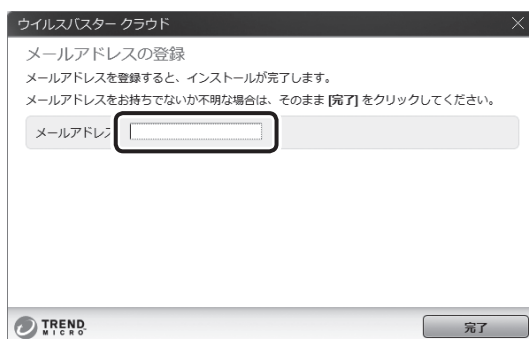 ウイルスバスター クラウド
メールアドレスの登録
メールアドレスを登録すると、インストールが完了します。
メールアドレスをお持ちでないか不明な場合は、そのまま [完了] をクリックしてください。
メールアドレス
TREND
MICRO
完了